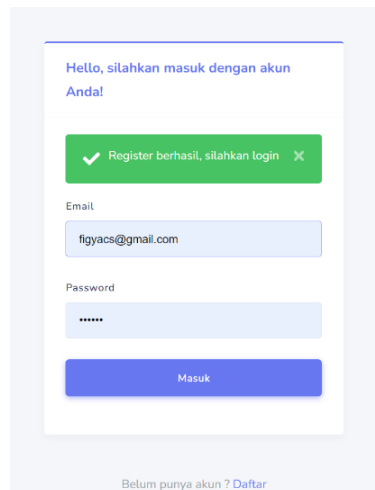 Hello, silahkan masuk dengan akun
Anda!
Register berhasil, silahkan login
Email
figyacs@gmail.com
Password
••••••
Masuk
Belum punya akun ? Daftar